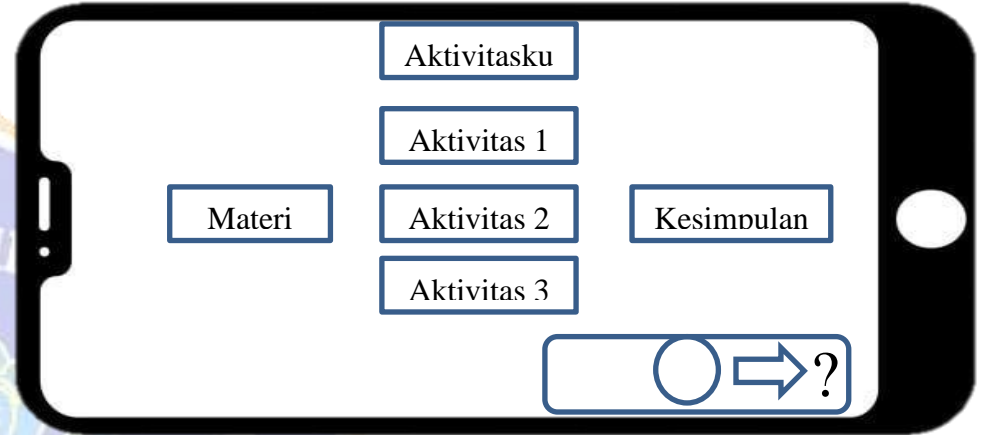 Aktivitasku
Aktivitas 1
Materi
Aktivitas 2
Kesimpulan
Aktivitas 3
?